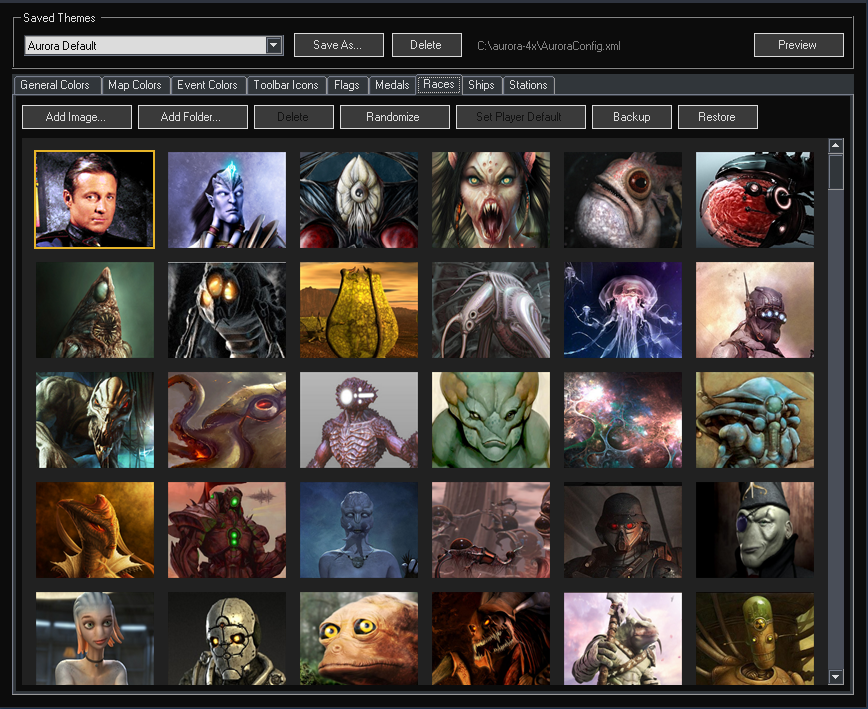 Saved Themes
Aurora Default
Save As...
Delete
C:\aurora-4x\AuroraConfig.xml
Preview
General Colors
Map Colors
Event Colors
Toolbar Icons
Flags
Medals
Races
Ships
Stations
Add Image...
Add Folder...
Delete
Randomize
Set Player Default
Backup
Restore